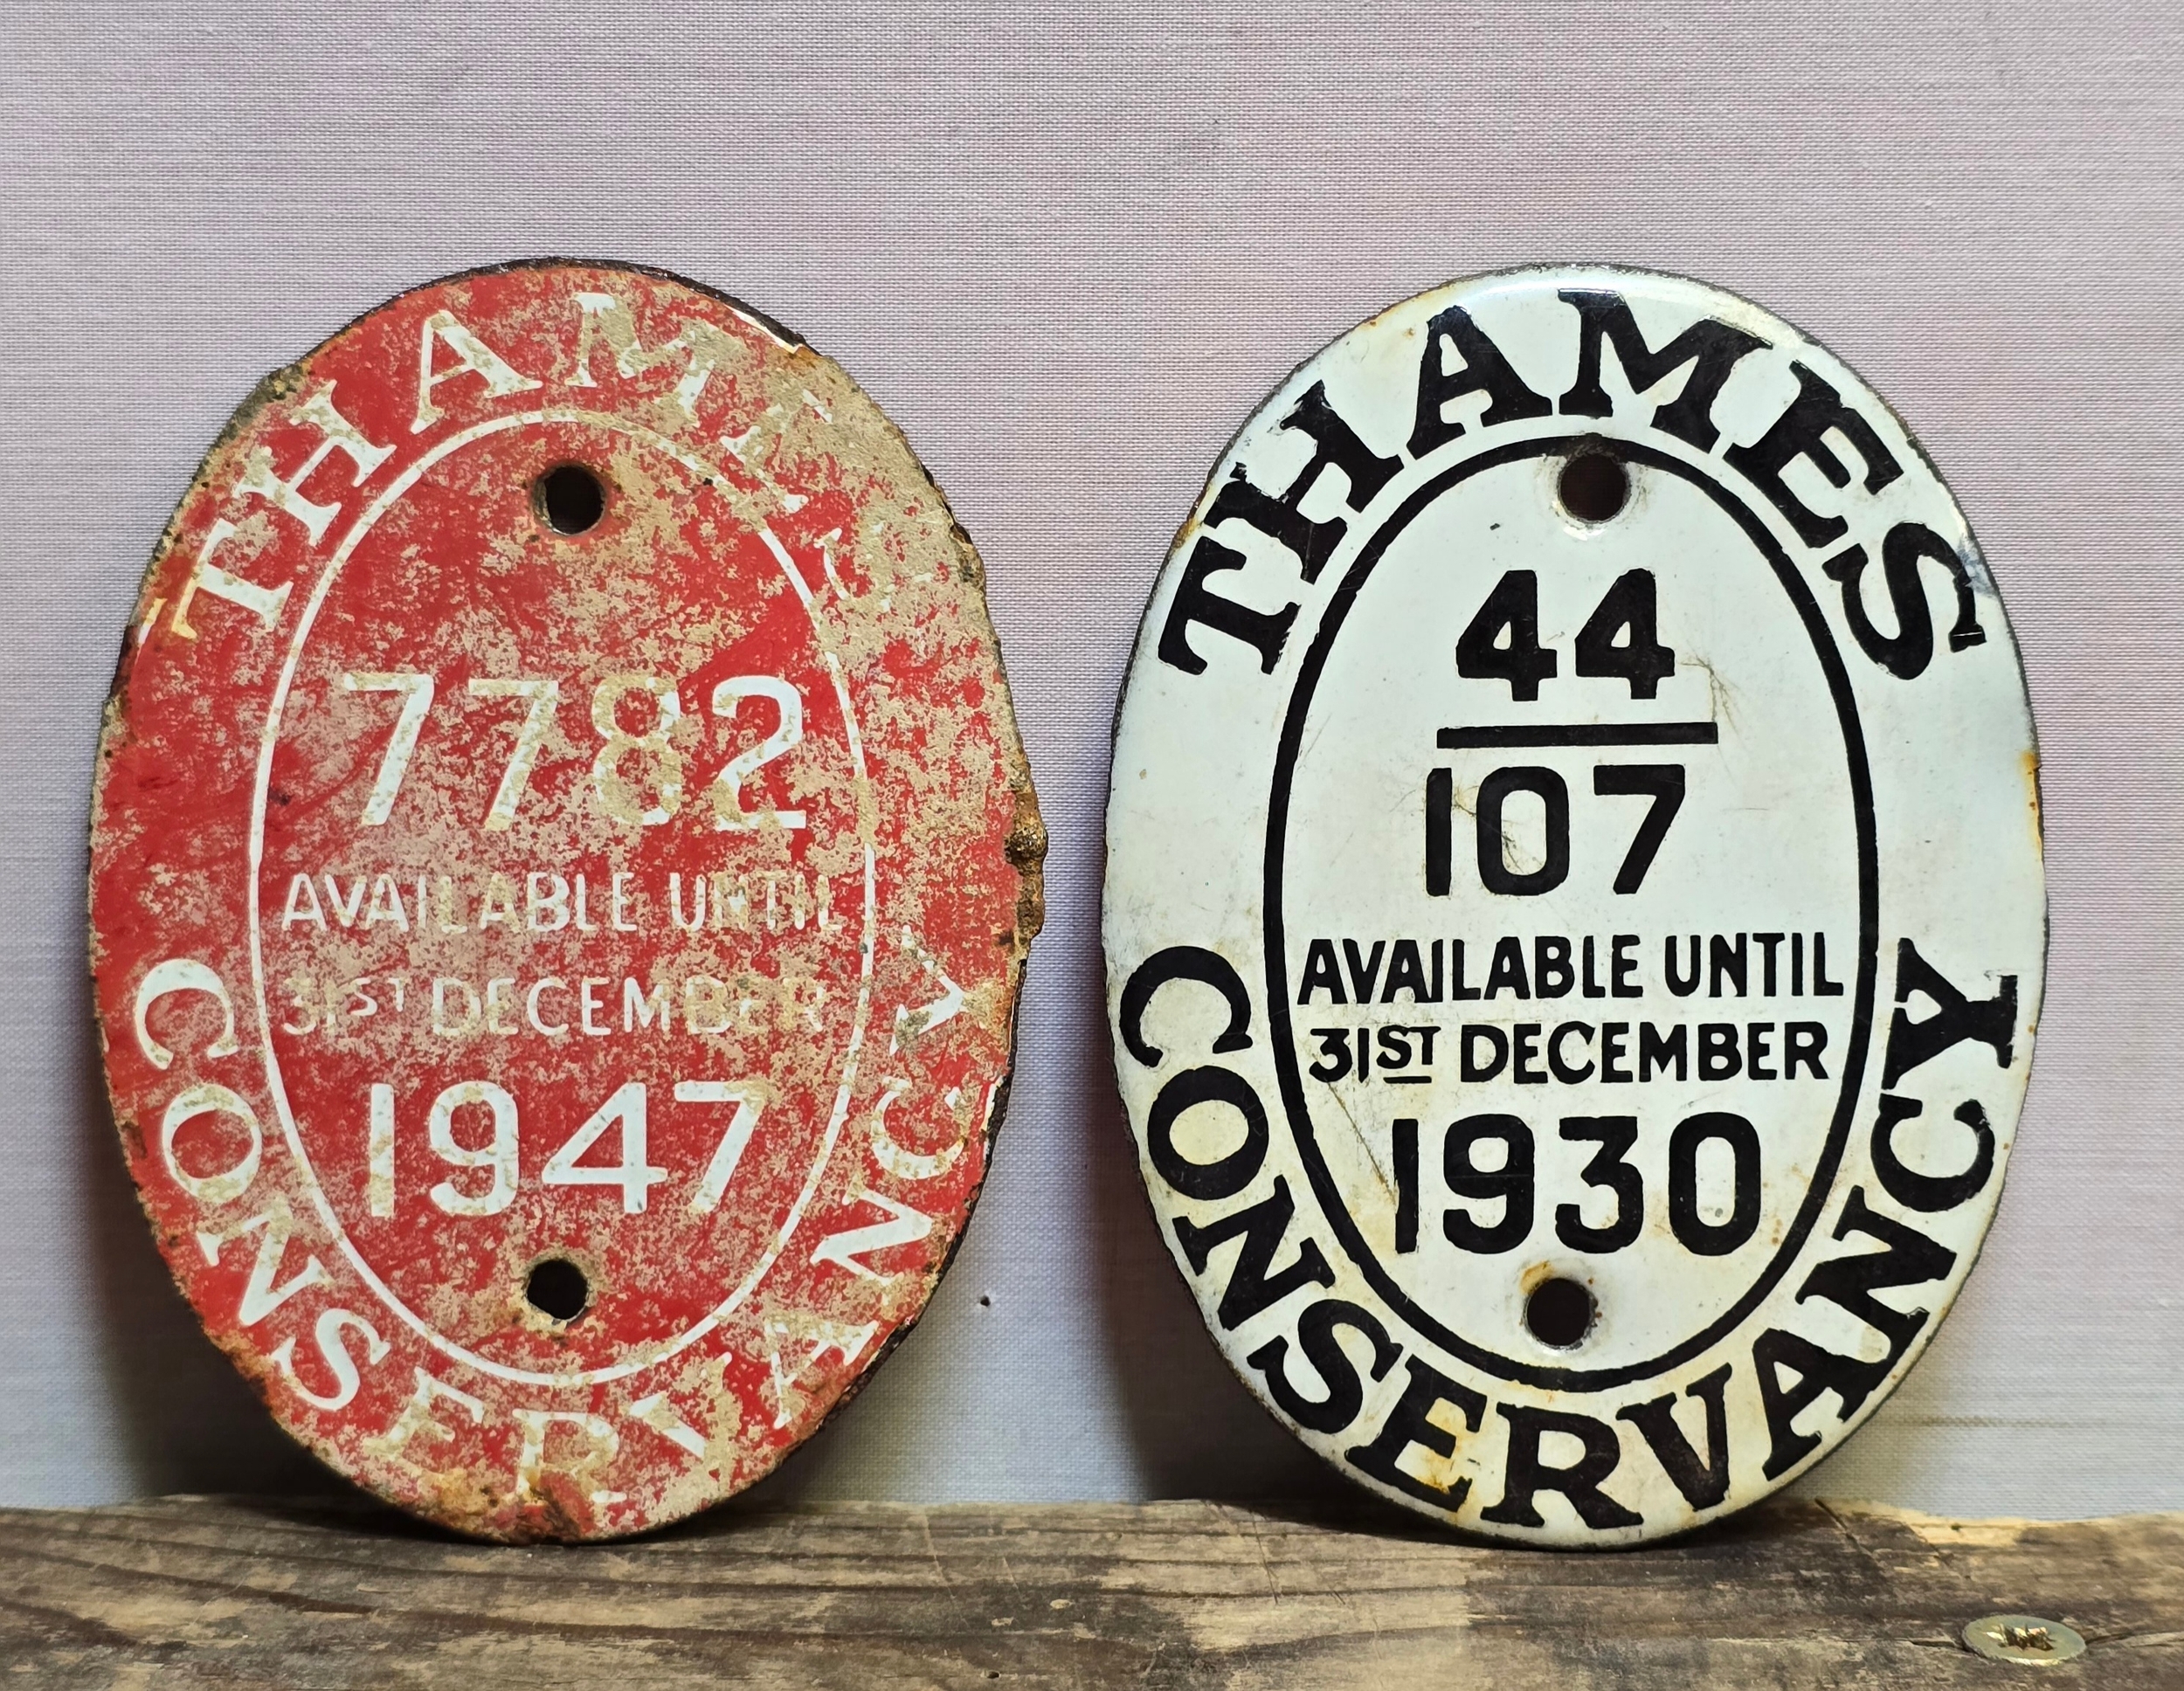 THAMES
7782
AVAILABLE UNTIL
31ST DECEMBER
1947
CONSERVANCY
THAMES
44
107
AVAILABLE UNTIL
31ST DECEMBER
1930
CONSERVANCY